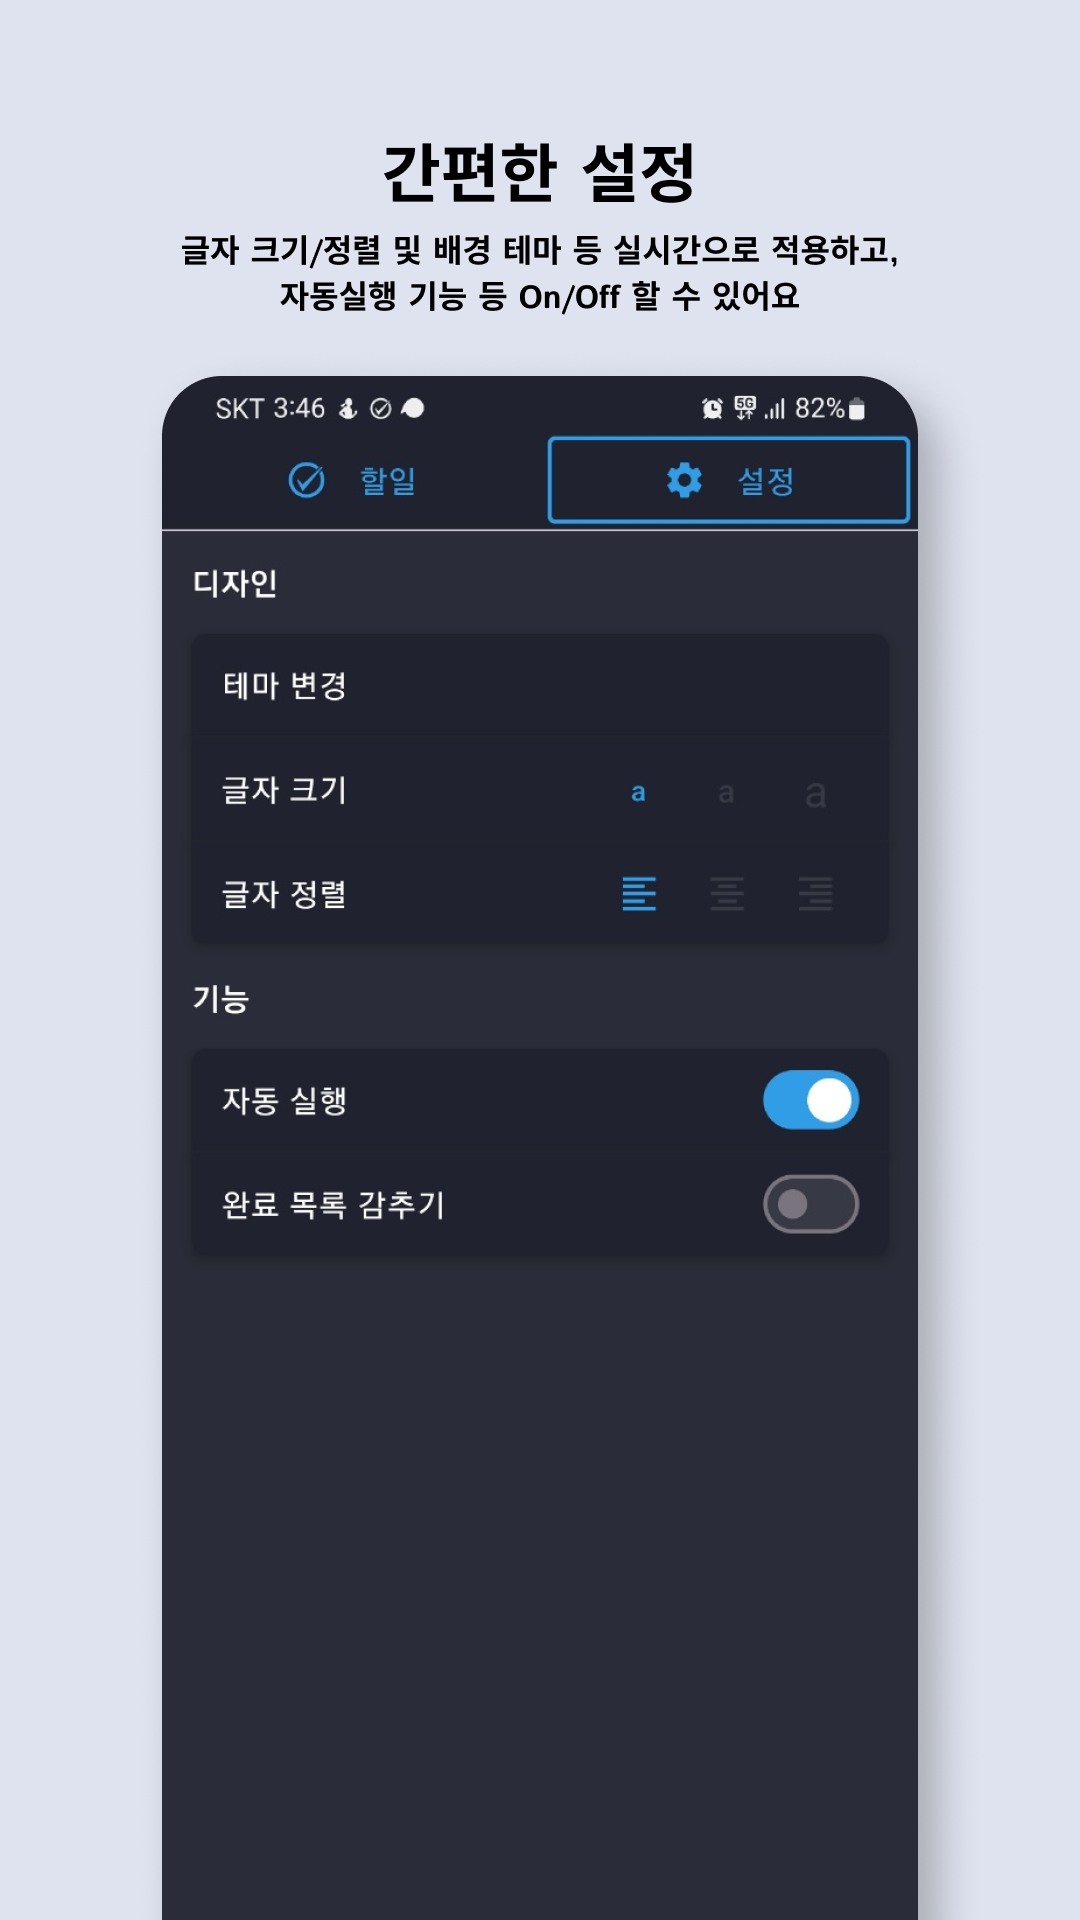 간편한 설정
글자 크기/정렬 및 배경 테마 등 실시간으로 적용하고,
자동실행 기능 등 On/Off 할 수 있어요
SKT 3:46 5G 82%
할일 설정
디자인
테마 변경
글자 크기 a a a
글자 정렬
기능
자동 실행
완료 목록 감추기